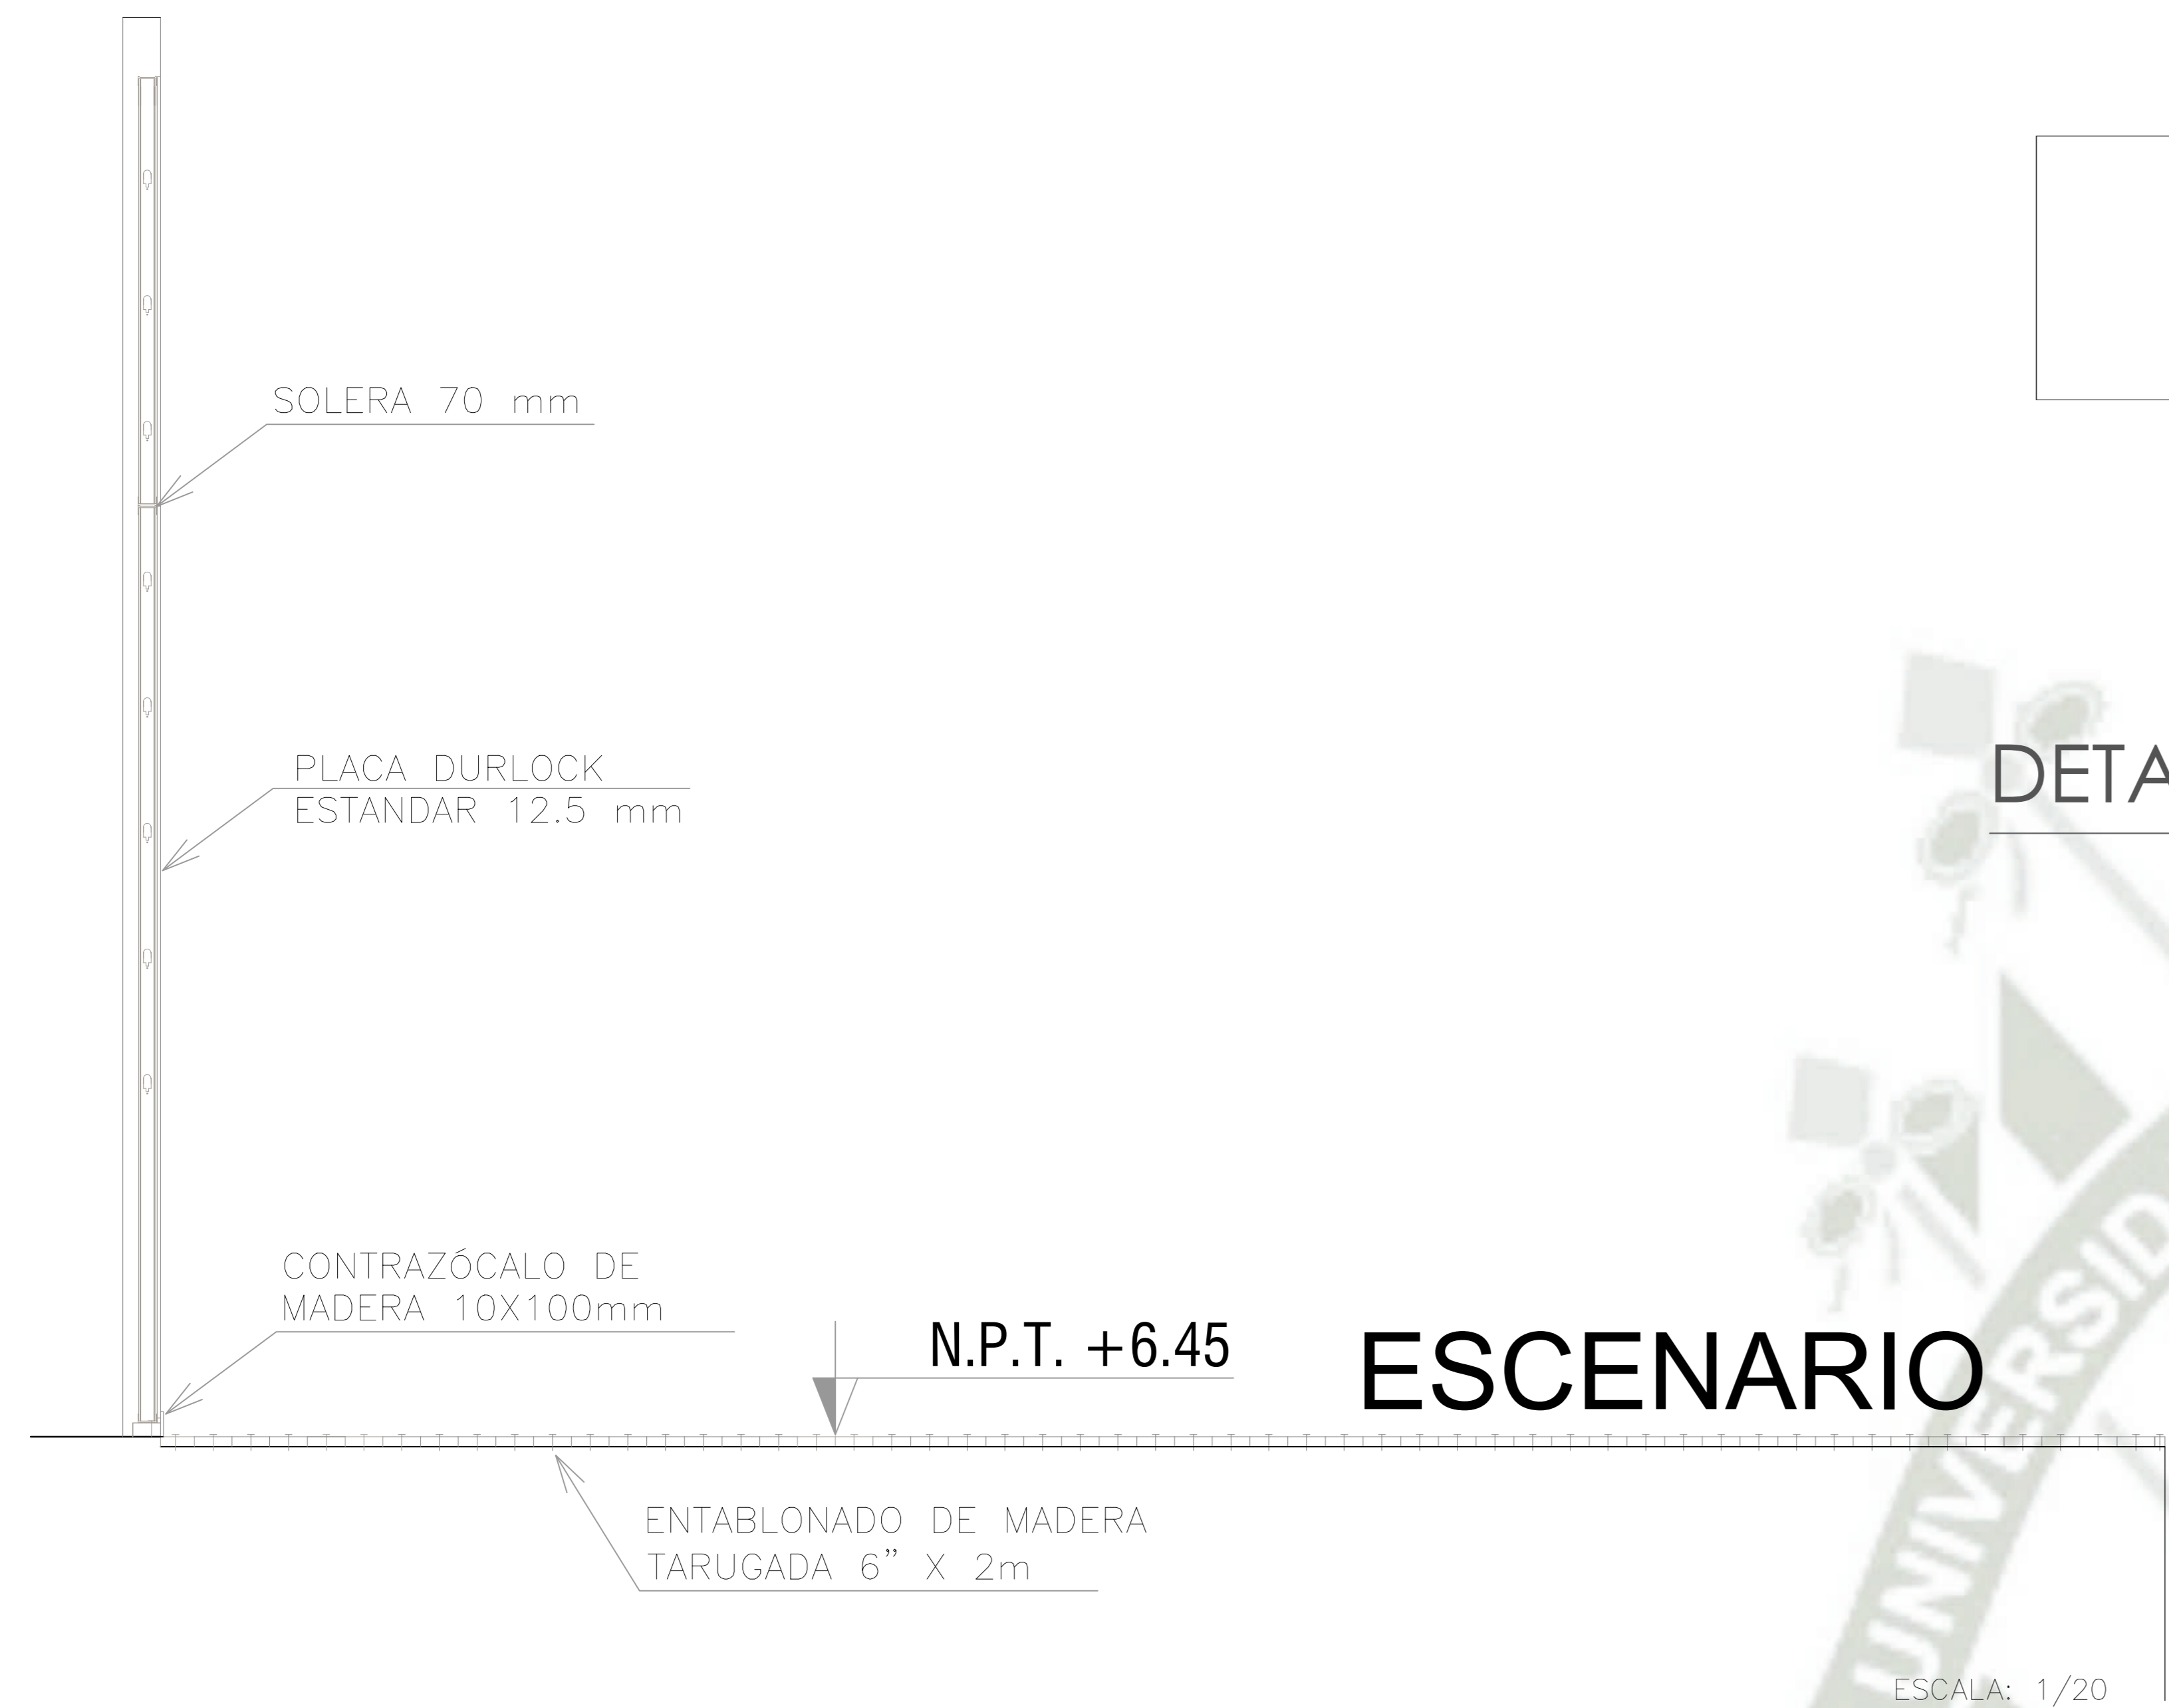 SOLERA 70 mm
PLACA DURLOCK
ESTANDAR 12.5 mm
DETA
CONTRAZÓCALO DE
MADERA 10X100mm
N.P.T. +6.45
ESCENARIO
ENTABLONADO DE MADERA
TARUGADA 6” X 2m
UNIVERSID
ESCALA: 1/20